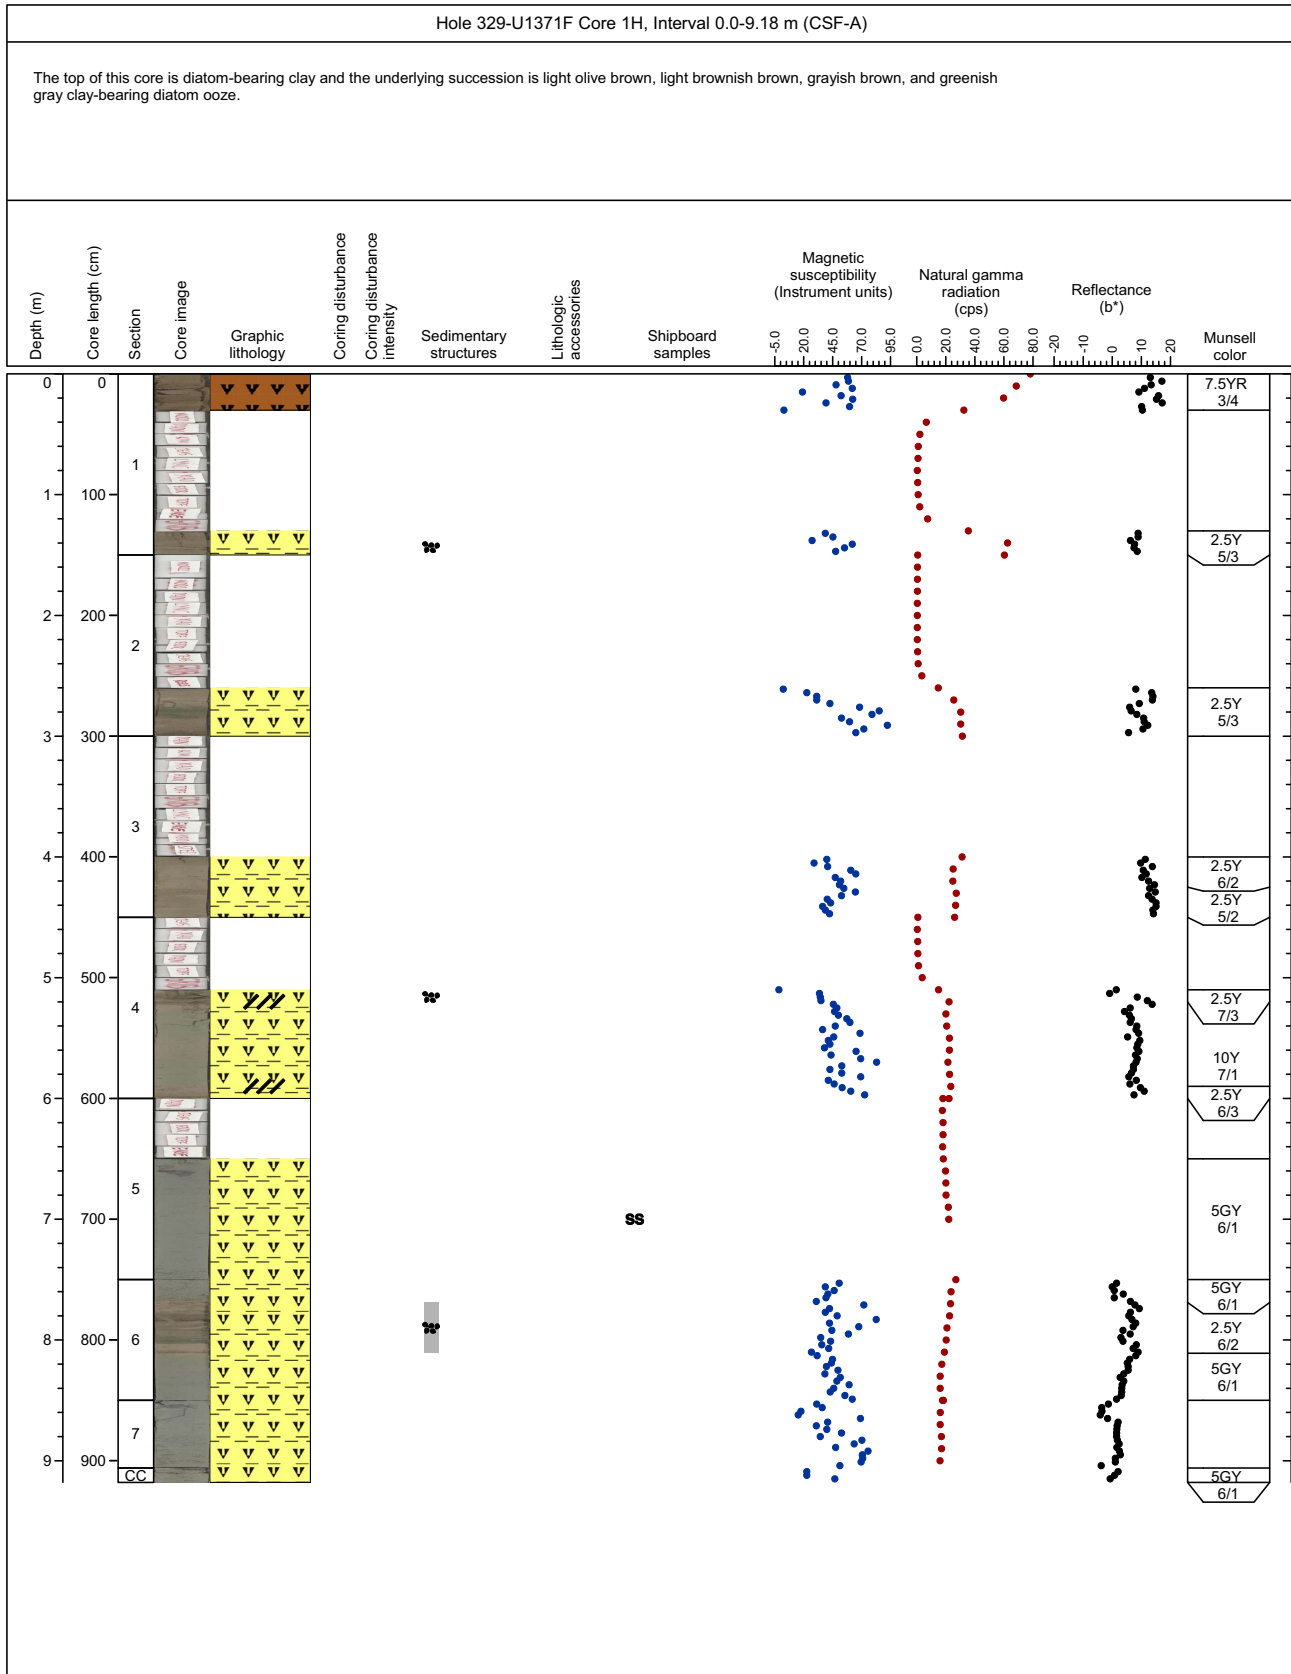 Hole 329-U1371F Core 1H, Interval 0.0-9.18 m (CSF-A)
The top of this core is diatom-bearing clay and the underlying succession is light olive brown, light brownish brown, grayish brown, and greenish
gray clay-bearing diatom ooze.
Depth (m)
Core length (cm)
Section
Core image
Graphic
lithology
Coring disturbance
Coring disturbance
intensity
Sedimentary
structures
Lithologic
accessories
Shipboard
samples
Magnetic
susceptibility
(Instrument units)
-5.0 20.0 45.0 70.0 95.0
Natural gamma
radiation
(cps)
0.0 20.0 40.0 60.0 80.0
Reflectance
(b*)
-20 -10 0 10 20
Munsell
color
0 0
7.5YR
3/4
1
1 100
2.5Y
5/3
2 200
2
2.5Y
5/3
3 300
3
4 400
2.5Y
6/2
2.5Y
5/2
5 500
4
2.5Y
7/3
10Y
7/1
6 600
2.5Y
6/3
5
7 700
SS
5GY
6/1
5GY
6/1
8 800
6
2.5Y
6/2
5GY
6/1
7
9 900
CC
5GY
6/1